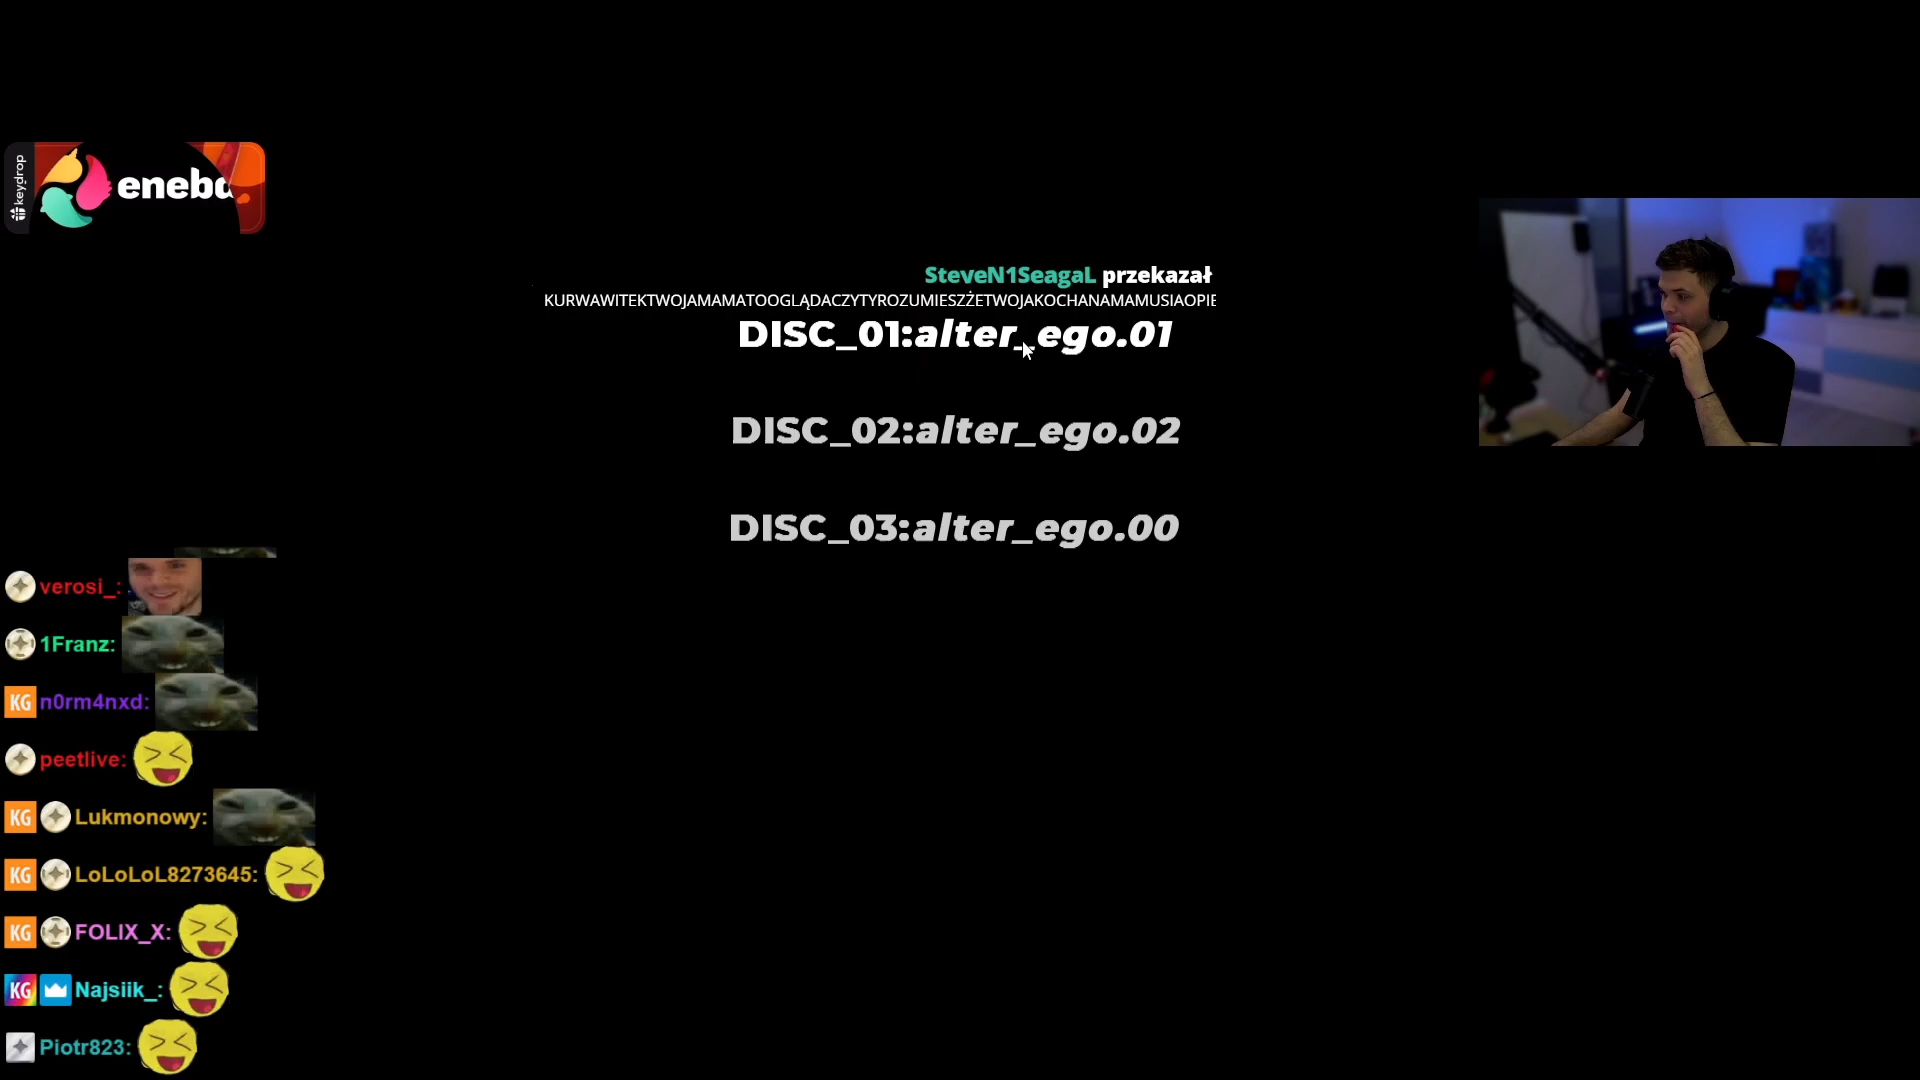 keydrop
eneba
SteveN1SeagaL przekazał
KURWAWITEKTWOJAMAMATOOGLĄDACZYTYROZUMIESZŻETWOJAKOCHANAMAMUSIAOPIE
DISC_01:alter_ego.01
DISC_02:alter_ego.02
DISC_03:alter_ego.00
verosi_:
1Franz:
KG n0rm4nxd:
peetlive:
KG Lukmonowy:
KG LoLoLoL8273645:
KG FOLIX_X:
KG Najsiik_:
Piotr823: